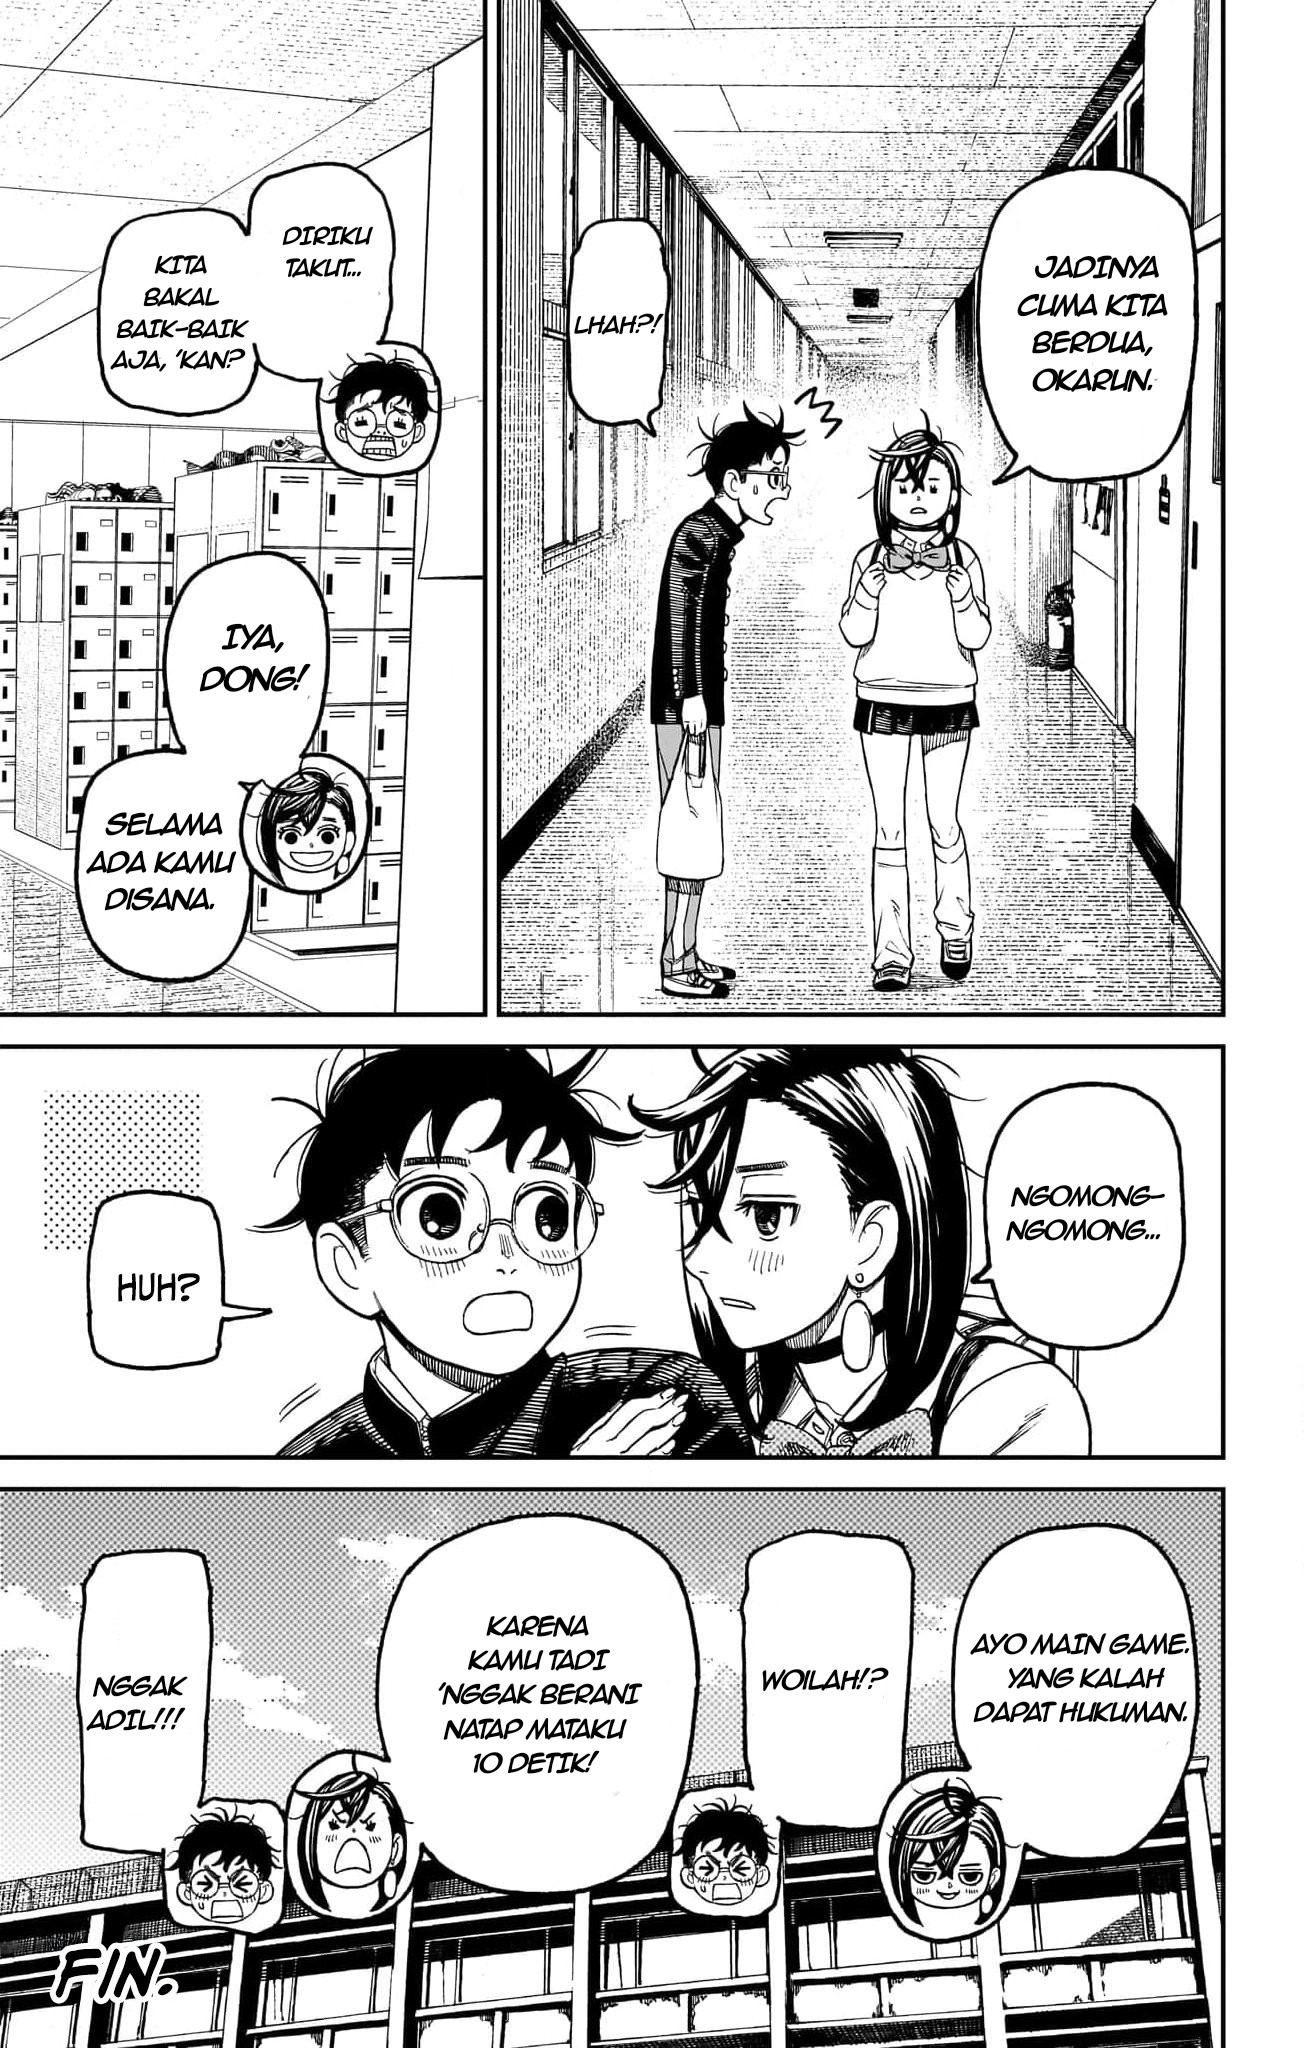 JADINYA
CUMA KITA
BERDUA,
OKARUN.
LHAH?!
DIRIKU
TAKUT...
KITA
BAKAL
BAIK-BAIK
AJA, 'KAN?
IYA,
DONG!
SELAMA
ADA KAMU
DISANA.
NGOMONG-
NGOMONG...
HUH?
AYO MAIN GAME.
YANG KALAH
DAPAT HUKUMAN.
WOILAH!?
KARENA
KAMU TADI
'NGGAK BERANI
NATAP MATAKU
10 DETIK!
NGGAK
ADIL!!!
FIN.